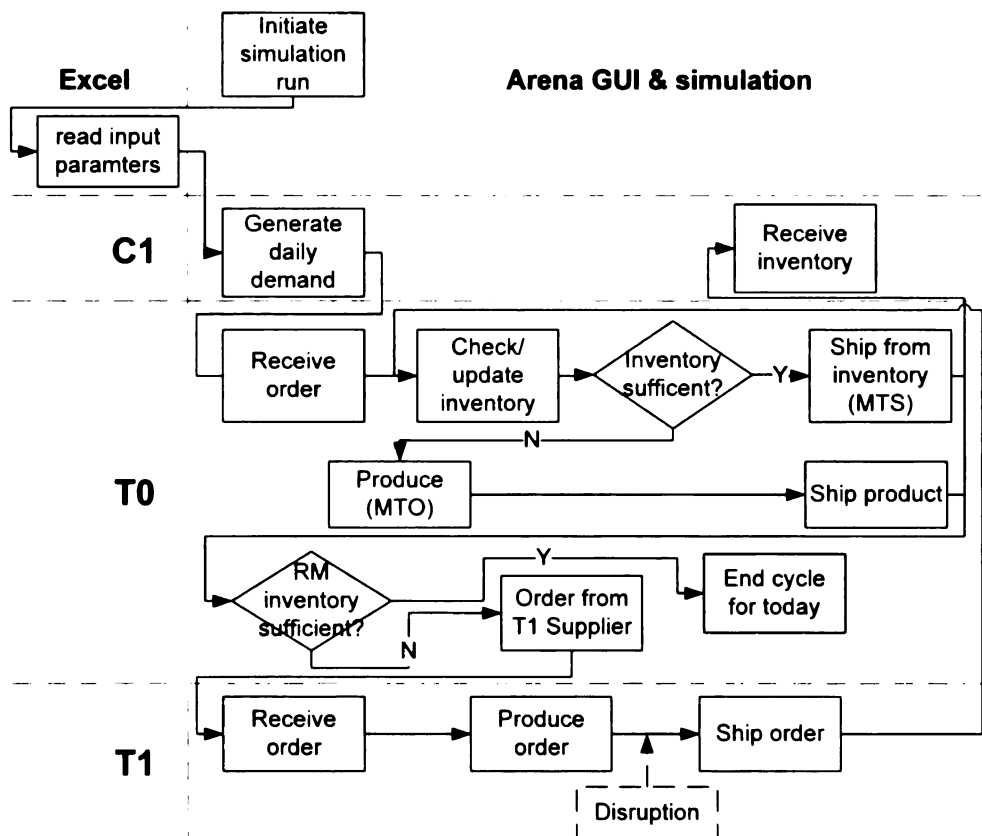 Initiate
simulation
run
Excel
Arena GUI & simulation
read input
paramters
C1
Generate
daily
demand
Receive
inventory
T0
Receive
order
Check/
update
inventory
Inventory
sufficent?
Y
Ship from
inventory
(MTS)
N
Produce
(MTO)
Ship product
RM
inventory
sufficient?
Y
N
Order from
T1 Supplier
End cycle
for today
T1
Receive
order
Produce
order
Ship order
Disruption